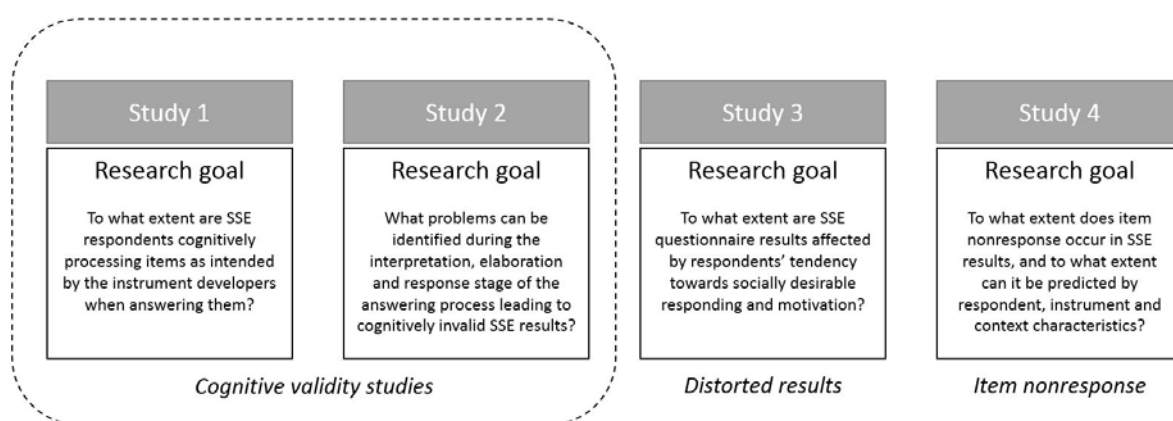 Study 1
Research goal
To what extent are SSE
respondents cognitively
processing items as intended
by the instrument developers
when answering them?
Study 2
Research goal
What problems can be
identified during the
interpretation, elaboration
and response stage of the
answering process leading to
cognitively invalid SSE results?
Cognitive validity studies
Study 3
Research goal
To what extent are SSE
questionnaire results affected
by respondents' tendency
towards socially desirable
responding and motivation?
Distorted results
Study 4
Research goal
To what extent does item
nonresponse occur in SSE
results, and to what extent
can it be predicted by
respondent, instrument and
context characteristics?
Item nonresponse